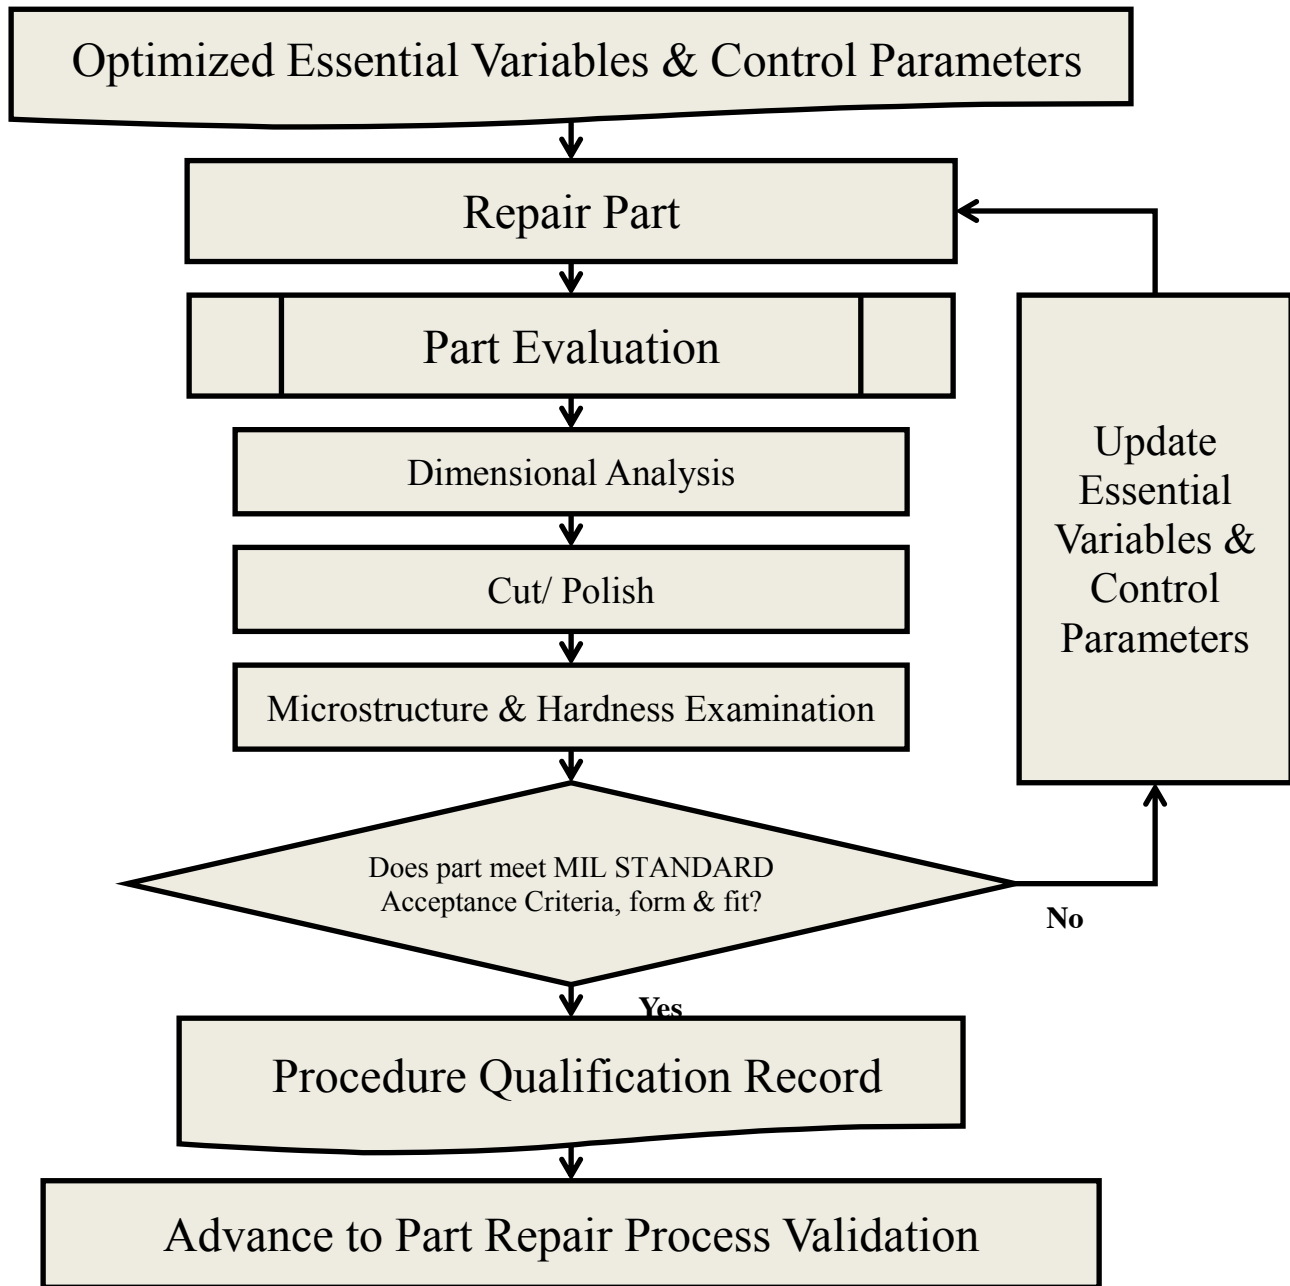 Optimized Essential Variables & Control Parameters
Repair Part
Part Evaluation
Dimensional Analysis
Cut/ Polish
Microstructure & Hardness Examination
Update
Essential
Variables &
Control
Parameters
Does part meet MIL STANDARD
Acceptance Criteria, form & fit?
No
Yes
Procedure Qualification Record
Advance to Part Repair Process Validation